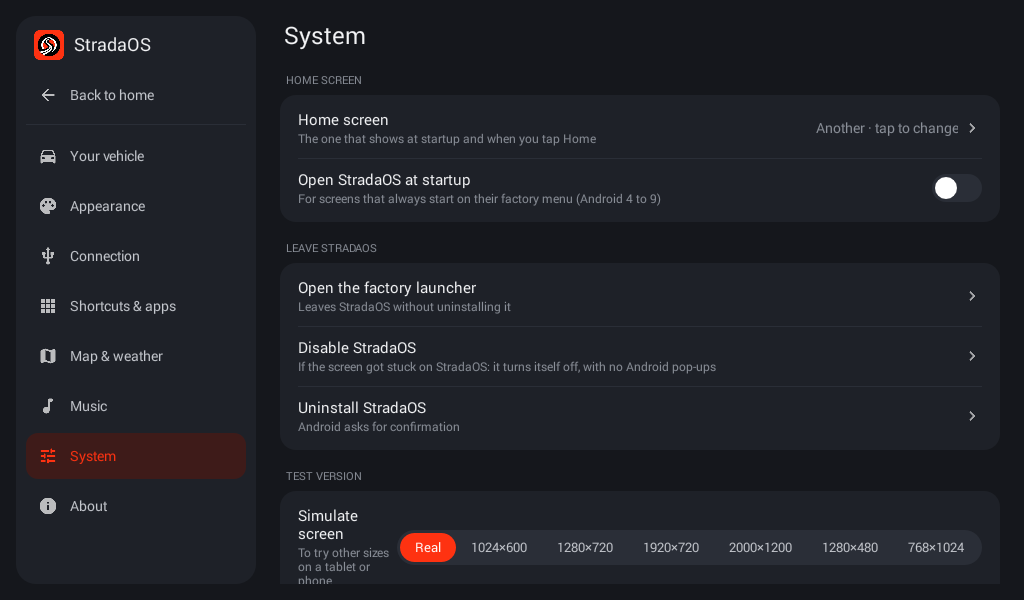 StradaOS
Back to home
Your vehicle
Appearance
Connection
Shortcuts & apps
Map & weather
Music
System
About
System
HOME SCREEN
Home screen
The one that shows at startup and when you tap Home
Another · tap to change
Open StradaOS at startup
For screens that always start on their factory menu (Android 4 to 9)
LEAVE STRADAOS
Open the factory launcher
Leaves StradaOS without uninstalling it
Disable StradaOS
If the screen got stuck on StradaOS: it turns itself off, with no Android pop-ups
Uninstall StradaOS
Android asks for confirmation
TEST VERSION
Simulate
screen
To try other sizes
on a tablet or
phone
Real 1024×600 1280×720 1920×720 2000×1200 1280×480 768×1024